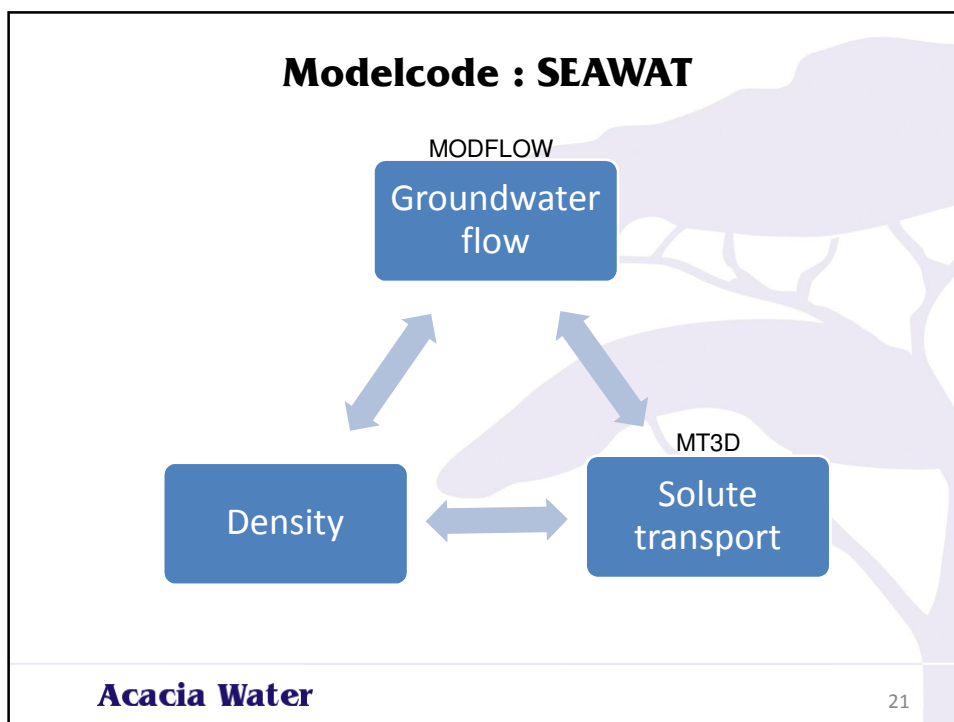 Modelcode : SEAWAT
MODFLOW
Groundwater
flow
MT3D
Density
Solute
transport
Acacia Water
21